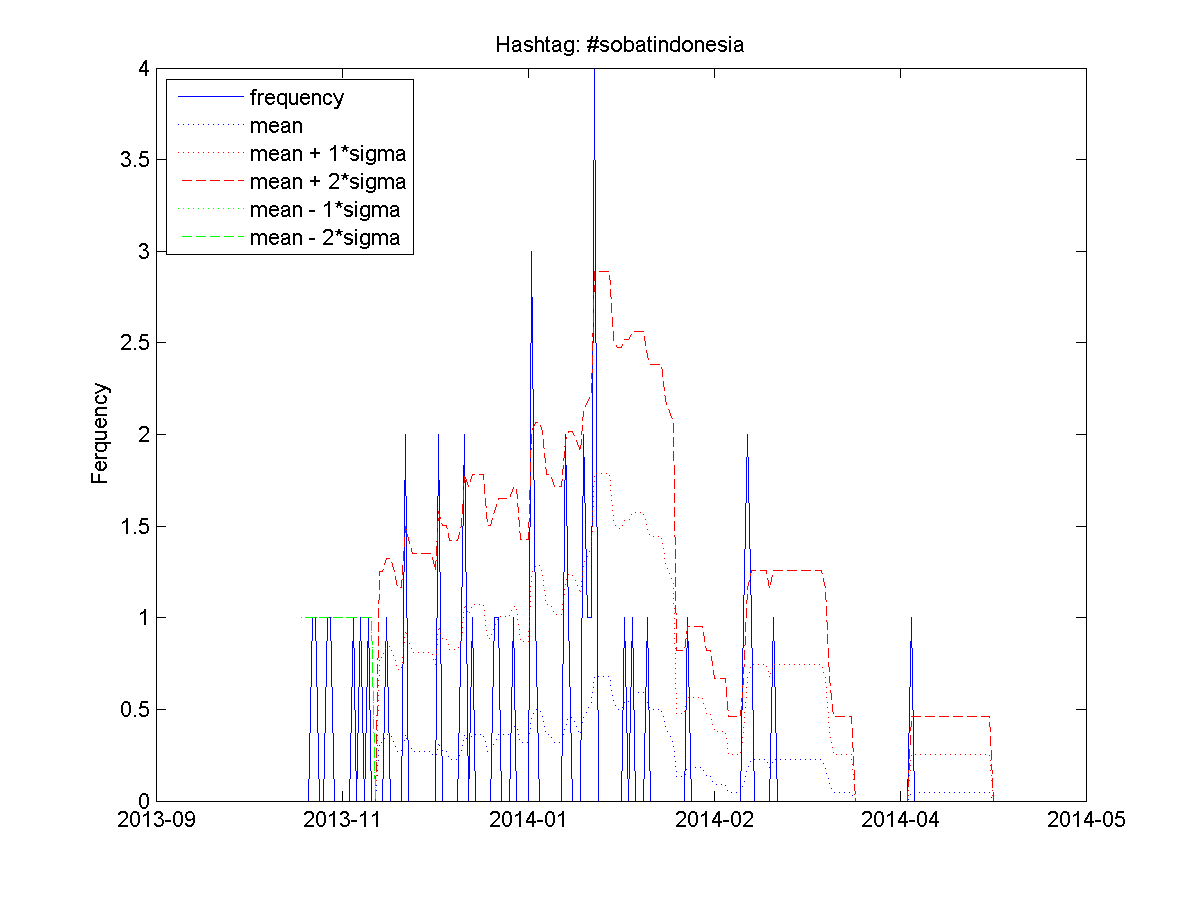 Hashtag: #sobatindonesia
4
3.5
3
2.5
2
1.5
1
0.5
0
frequency
mean
mean + 1*sigma
mean + 2*sigma
mean - 1*sigma
mean - 2*sigma
Ferquency
2013-09 2013-11 2014-01 2014-02 2014-04 2014-05